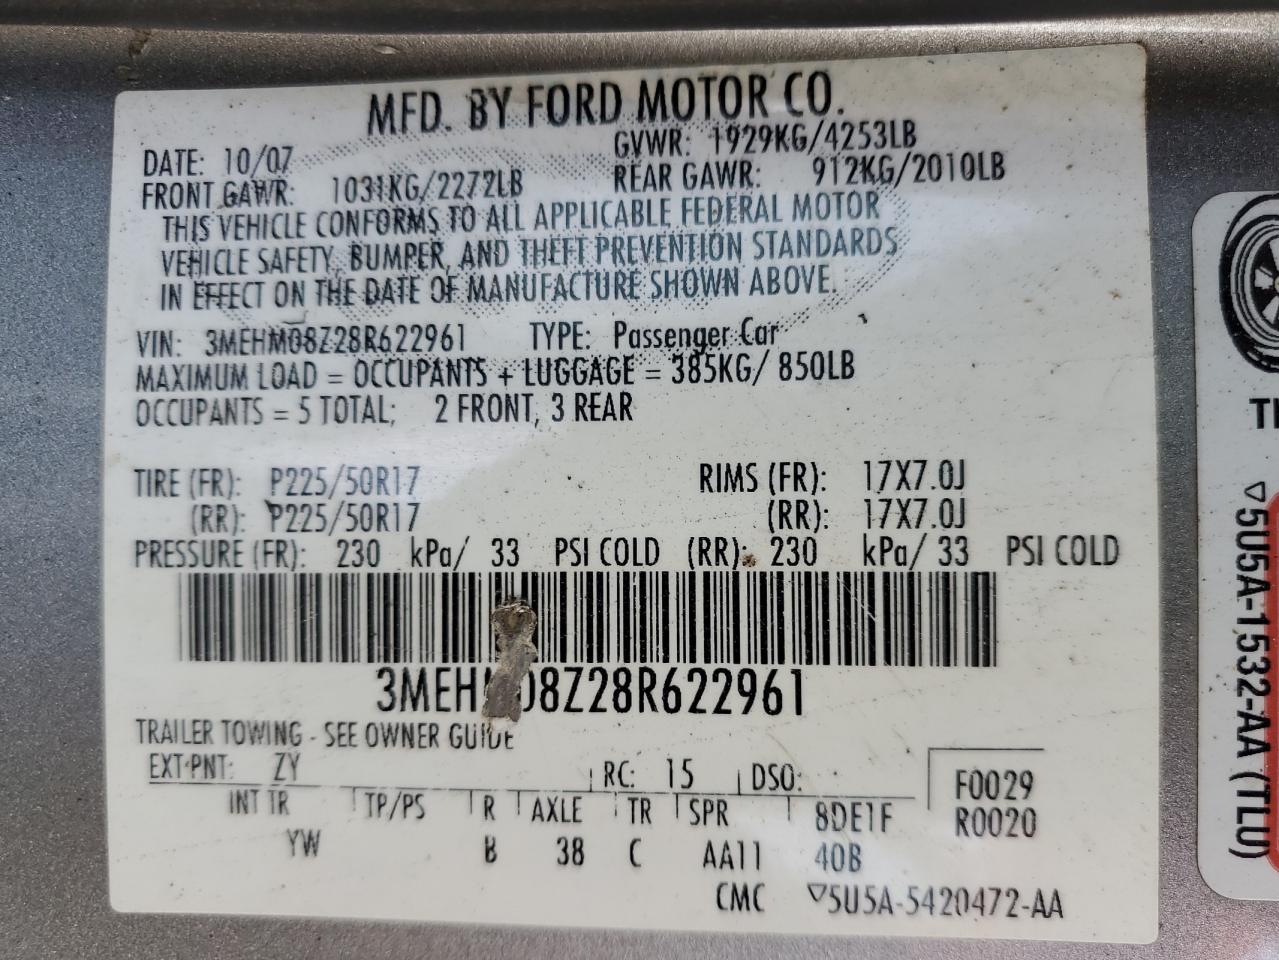 MFD. BY FORD MOTOR CO.
DATE: 10/07 GVWR: 1929KG/4253LB
FRONT GAWR: 1031KG/2272LB REAR GAWR: 912KG/2010LB
THIS VEHICLE CONFORMS TO ALL APPLICABLE FEDERAL MOTOR
VEHICLE SAFETY, BUMPER, AND THEFT PREVENTION STANDARDS
IN EFFECT ON THE DATE OF MANUFACTURE SHOWN ABOVE.
VIN: 3MEHM08Z28R622961 TYPE: Passenger Car
MAXIMUM LOAD = OCCUPANTS + LUGGAGE = 385KG/ 850LB
OCCUPANTS = 5 TOTAL; 2 FRONT, 3 REAR
TIRE (FR): P225/50R17 RIMS (FR): 17X7.0J
(RR): P225/50R17 (RR): 17X7.0J
PRESSURE (FR): 230 kPa/ 33 PSI COLD (RR): 230 kPa/ 33 PSI COLD
3MEHM08Z28R622961
TRAILER TOWING - SEE OWNER GUIDE
EXT PNT: ZY RC: 15 DSO: F0029
INT TR TP/PS R AXLE TR SPR 8DE1F R0020
YW B 38 C AA11 40B
CMC ▽5U5A-5420472-AA
▽5U5A-1532-AA (TLU)